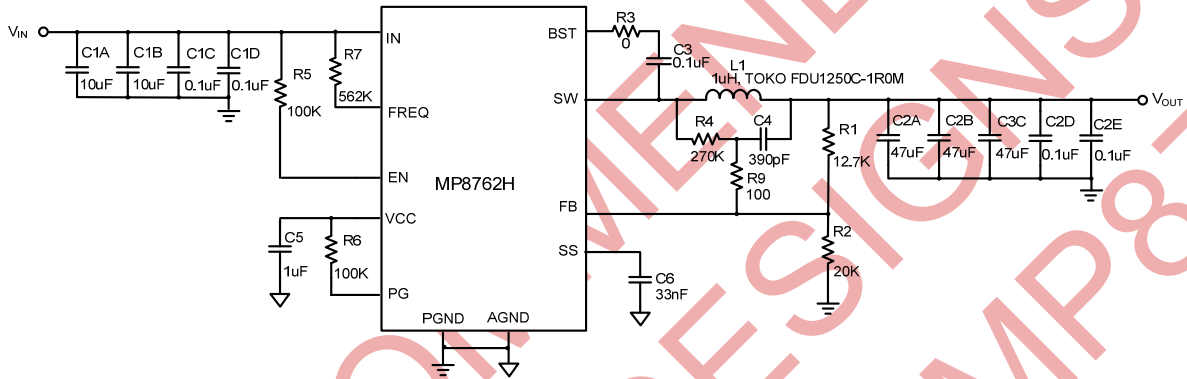 VIN
C1A
10uF
C1B
10uF
C1C
0.1uF
C1D
0.1uF
R5
100K
R7
562K
IN
FREQ
EN
VCC
PG
C5
1uF
R6
100K
MP8762H
PGND
AGND
BST
SW
FB
SS
R3
0
C3
0.1uF
L1
1uH, TOKO FDU1250C-1R0M
R4
270K
C4
390pF
R9
100
R1
12.7K
R2
20K
C6
33nF
C2A
47uF
C2B
47uF
C3C
47uF
C2D
0.1uF
C2E
0.1uF
VOUT